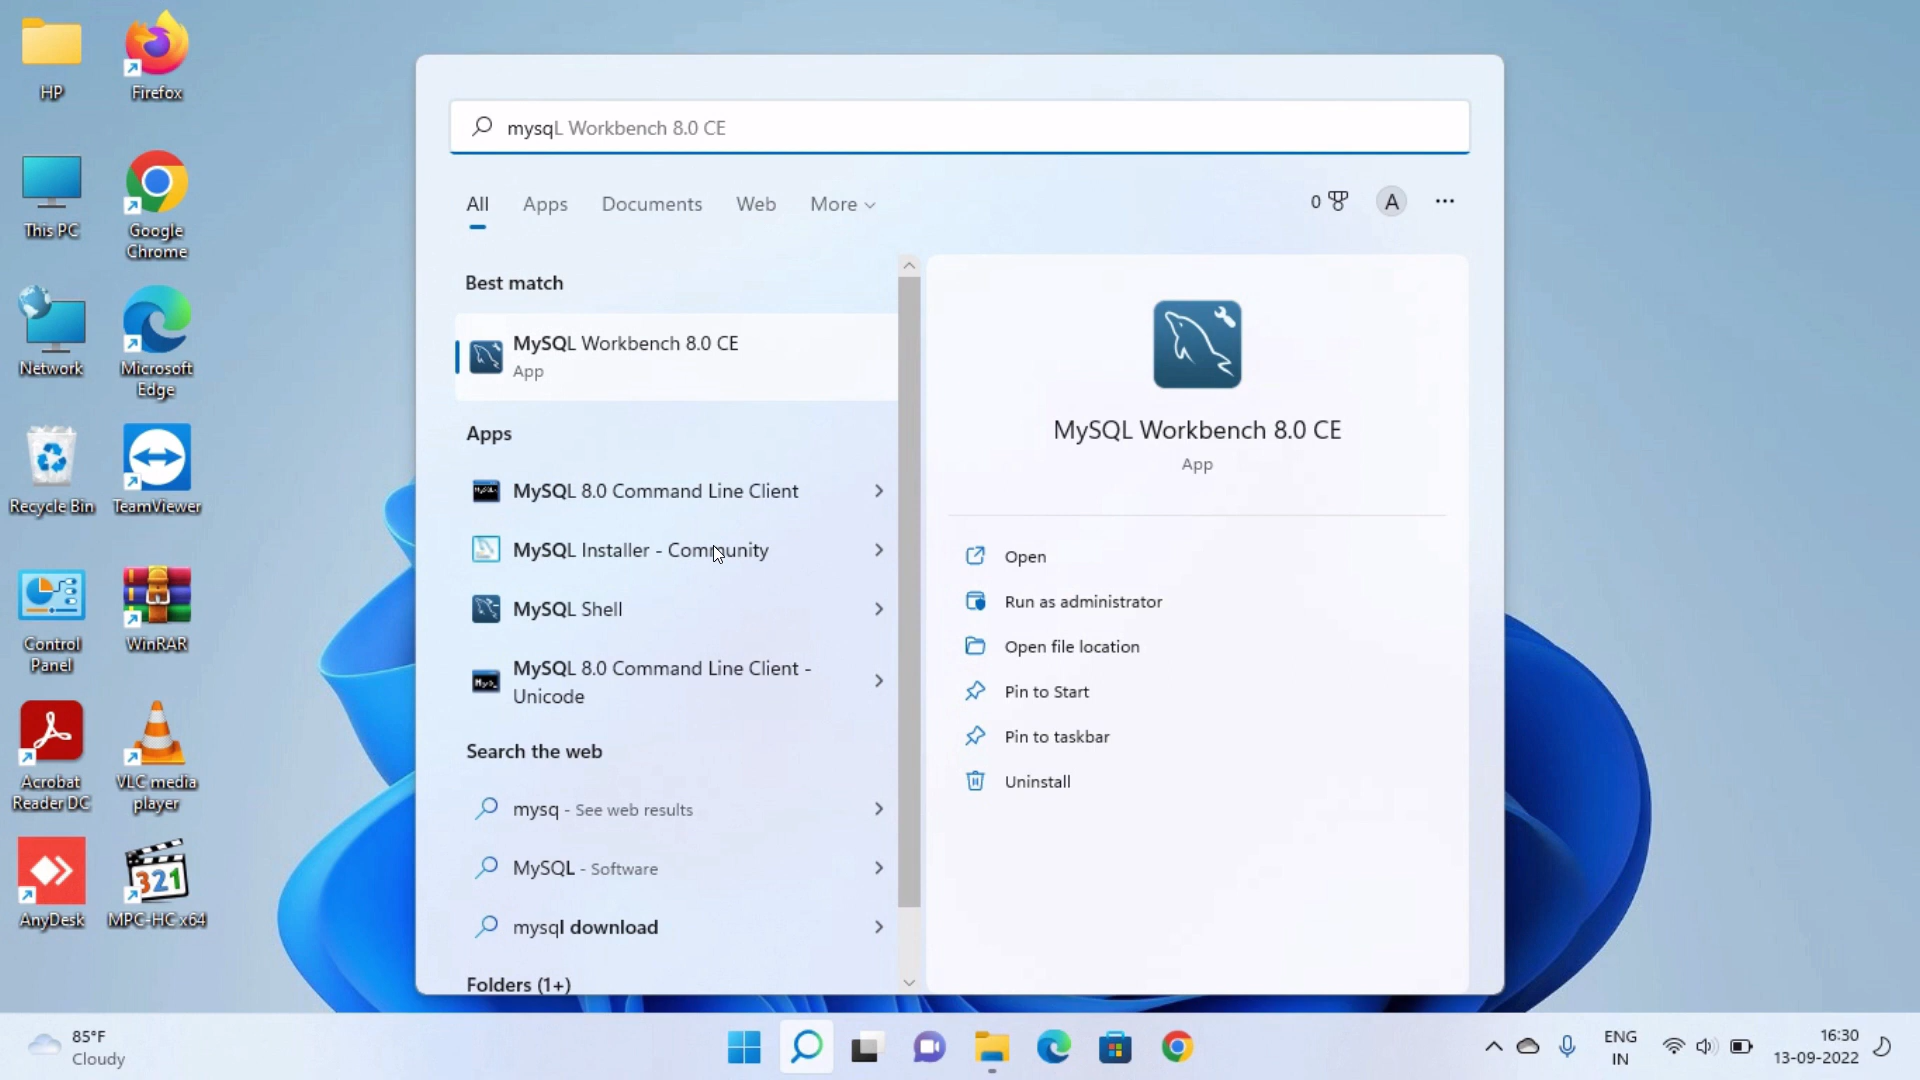 HP
Firefox
This PC
Google
Chrome
Network
Microsoft
Edge
Recycle Bin
TeamViewer
Control
Panel
WinRAR
Acrobat
Reader DC
VLC media
player
AnyDesk
321
MPC-HC x64
mysqL Workbench 8.0 CE
All
Apps
Documents
Web
More
0
A
Best match
MySQL Workbench 8.0 CE
App
Apps
MySQL 8.0 Command Line Client
MySQL Installer - Community
MySQL Shell
MySQL 8.0 Command Line Client -
Unicode
Search the web
mysq - See web results
MySQL - Software
mysql download
Folders (1+)
MySQL Workbench 8.0 CE
App
Open
Run as administrator
Open file location
Pin to Start
Pin to taskbar
Uninstall
85°F
Cloudy
ENG
IN
16:30
13-09-2022